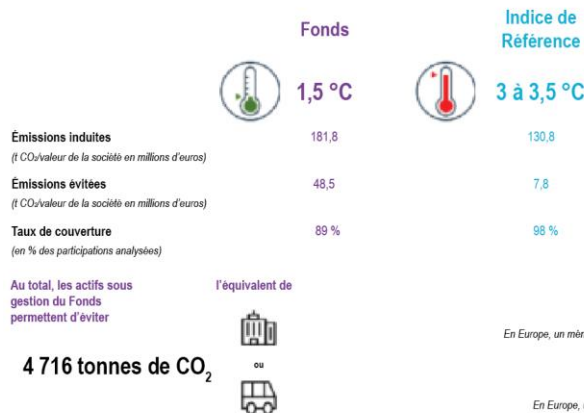 Fonds
Indice de
Référence
1,5 °C
3 à 3,5 °C
Émissions induites 181,8 130,8
(t CO₂/valeur de la société en millions d'euros)
Émissions évitées 48,5 7,8
(t CO₂/valeur de la société en millions d'euros)
Taux de couverture 89 % 98 %
(en % des participations analysées)
Au total, les actifs sous
gestion du Fonds
permettent d'éviter
l'équivalent de
4 716 tonnes de CO₂
ou
En Europe, un
En Europe,